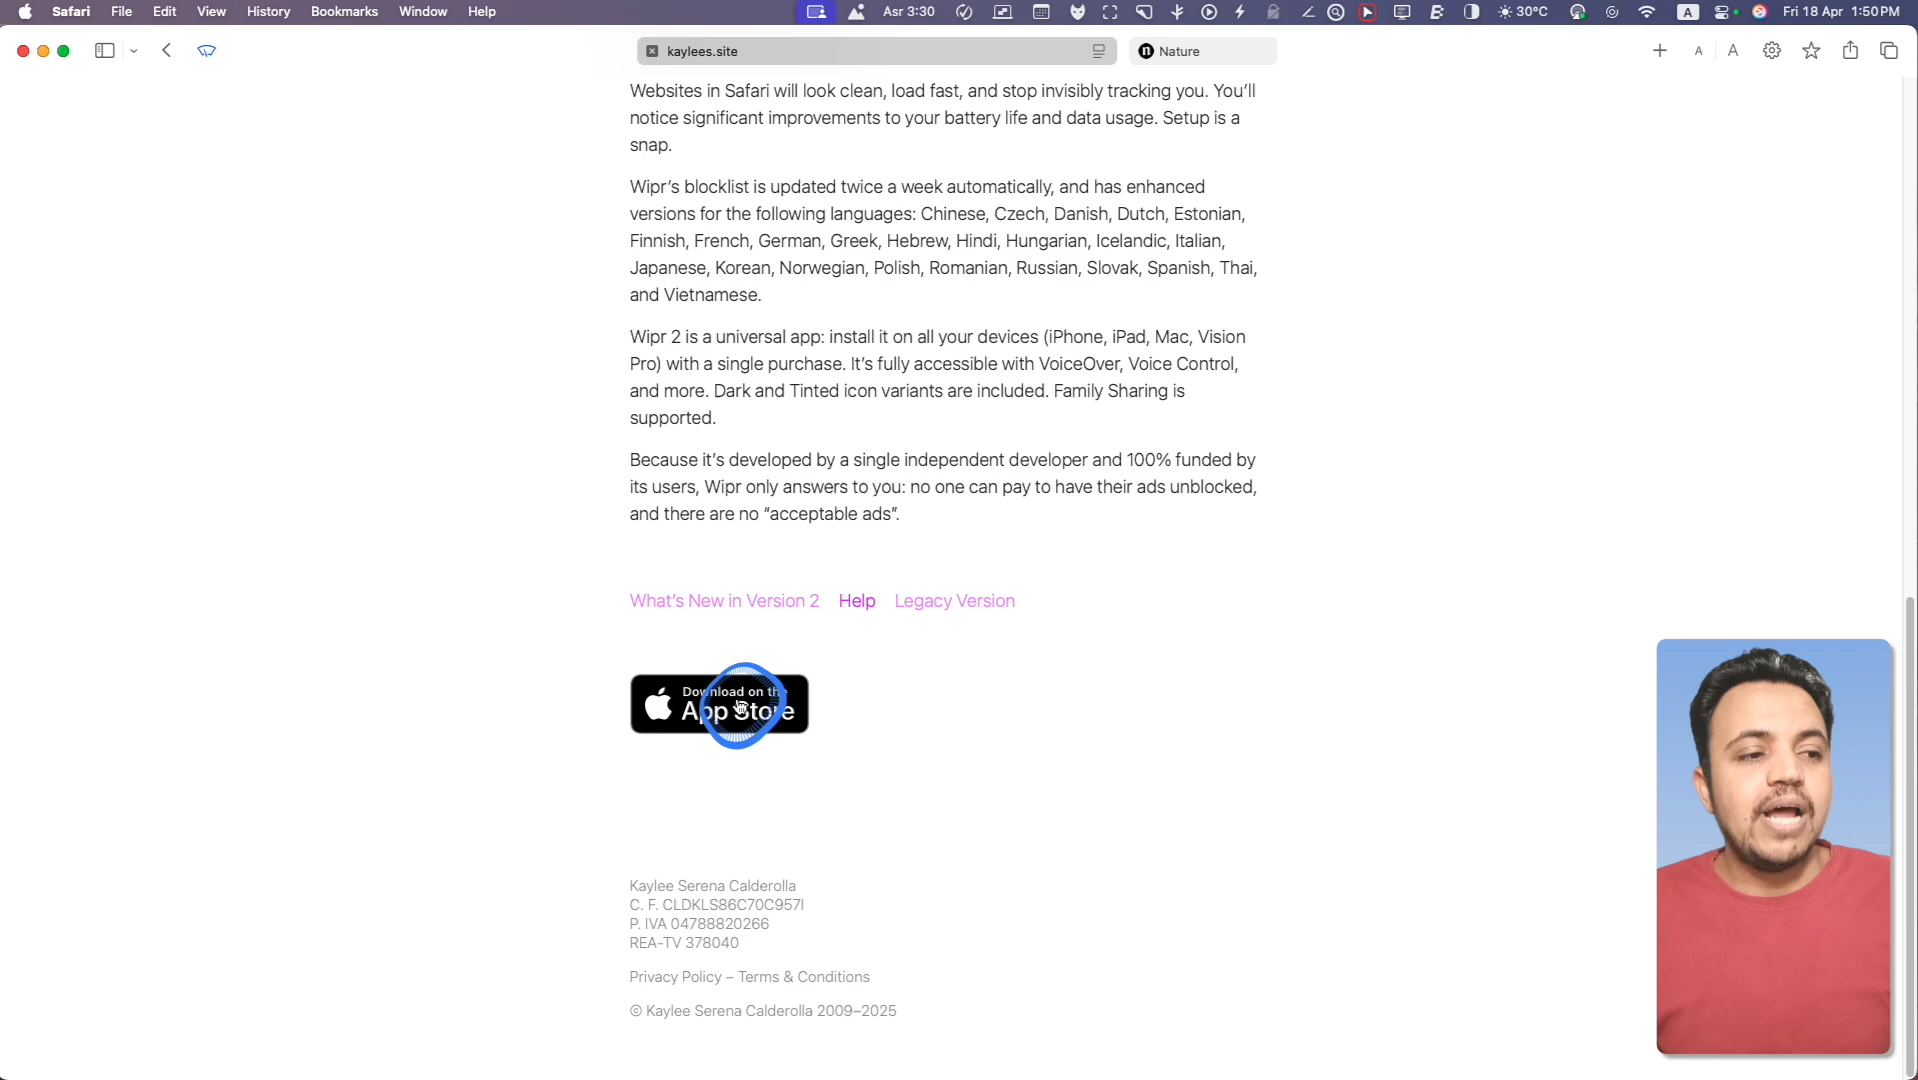 Safari File Edit View History Bookmarks Window Help Asr 3:30 30°C A Fri 18 Apr 1:50PM
kaylees.site Nature A A
Websites in Safari will look clean, load fast, and stop invisibly tracking you. You’ll
notice significant improvements to your battery life and data usage. Setup is a
snap.
Wipr’s blocklist is updated twice a week automatically, and has enhanced
versions for the following languages: Chinese, Czech, Danish, Dutch, Estonian,
Finnish, French, German, Greek, Hebrew, Hindi, Hungarian, Icelandic, Italian,
Japanese, Korean, Norwegian, Polish, Romanian, Russian, Slovak, Spanish, Thai,
and Vietnamese.
Wipr 2 is a universal app: install it on all your devices (iPhone, iPad, Mac, Vision
Pro) with a single purchase. It’s fully accessible with VoiceOver, Voice Control,
and more. Dark and Tinted icon variants are included. Family Sharing is
supported.
Because it’s developed by a single independent developer and 100% funded by
its users, Wipr only answers to you: no one can pay to have their ads unblocked,
and there are no “acceptable ads”.
What’s New in Version 2 Help Legacy Version
Download on the
App Store
Kaylee Serena Calderolla
C. F. CLDKLS86C70C957I
P. IVA 04788820266
REA-TV 378040
Privacy Policy – Terms & Conditions
© Kaylee Serena Calderolla 2009–2025